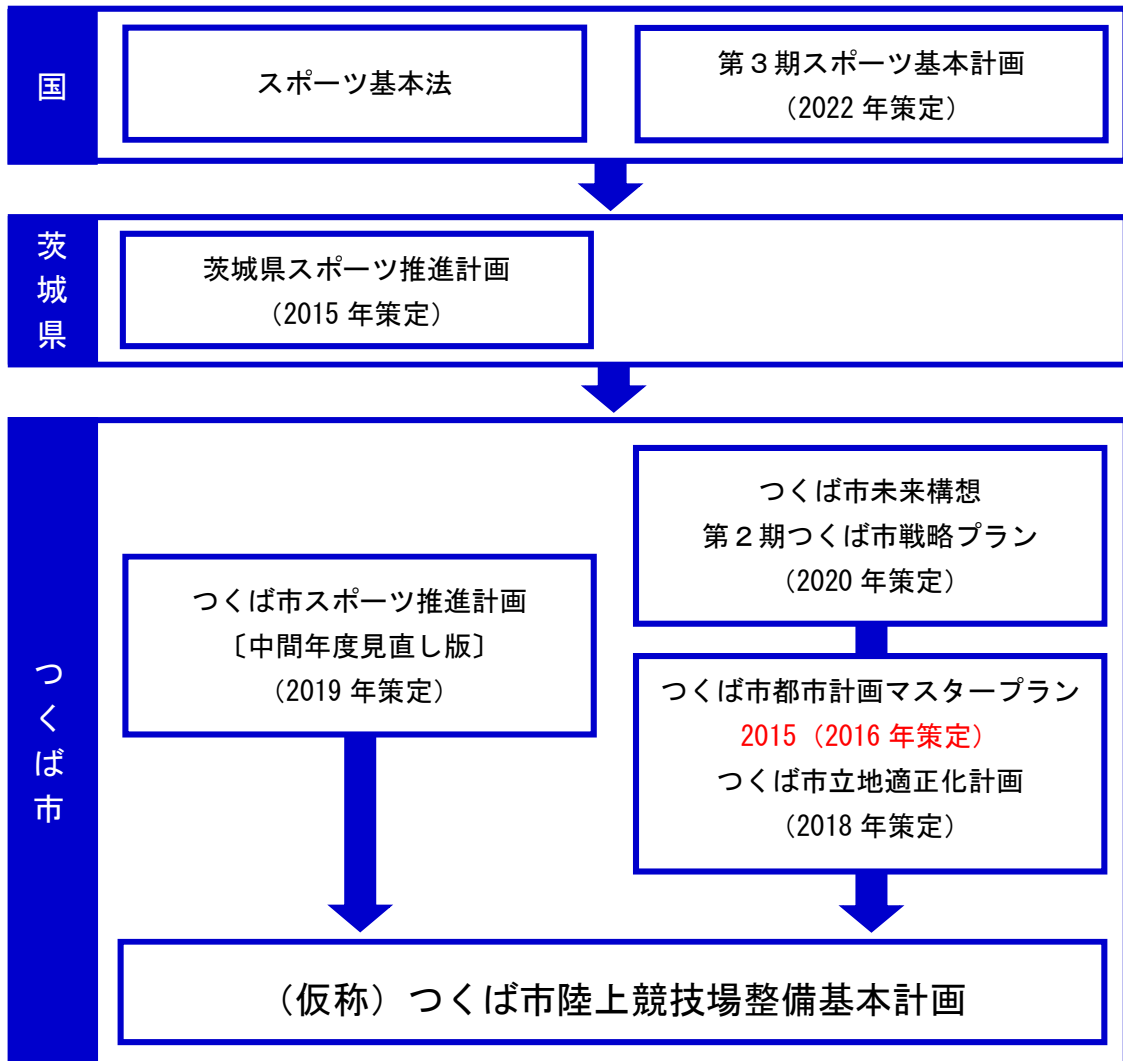 国
スポーツ基本法
第３期スポーツ基本計画
（2022 年策定）
茨城県
茨城県スポーツ推進計画
（2015 年策定）
つくば市
つくば市未来構想
第２期つくば市戦略プラン
（2020 年策定）
つくば市スポーツ推進計画
〔中間年度見直し版〕
（2019 年策定）
つくば市都市計画マスタープラン
2015（2016 年策定）
つくば市立地適正化計画
（2018 年策定）
（仮称）つくば市陸上競技場整備基本計画